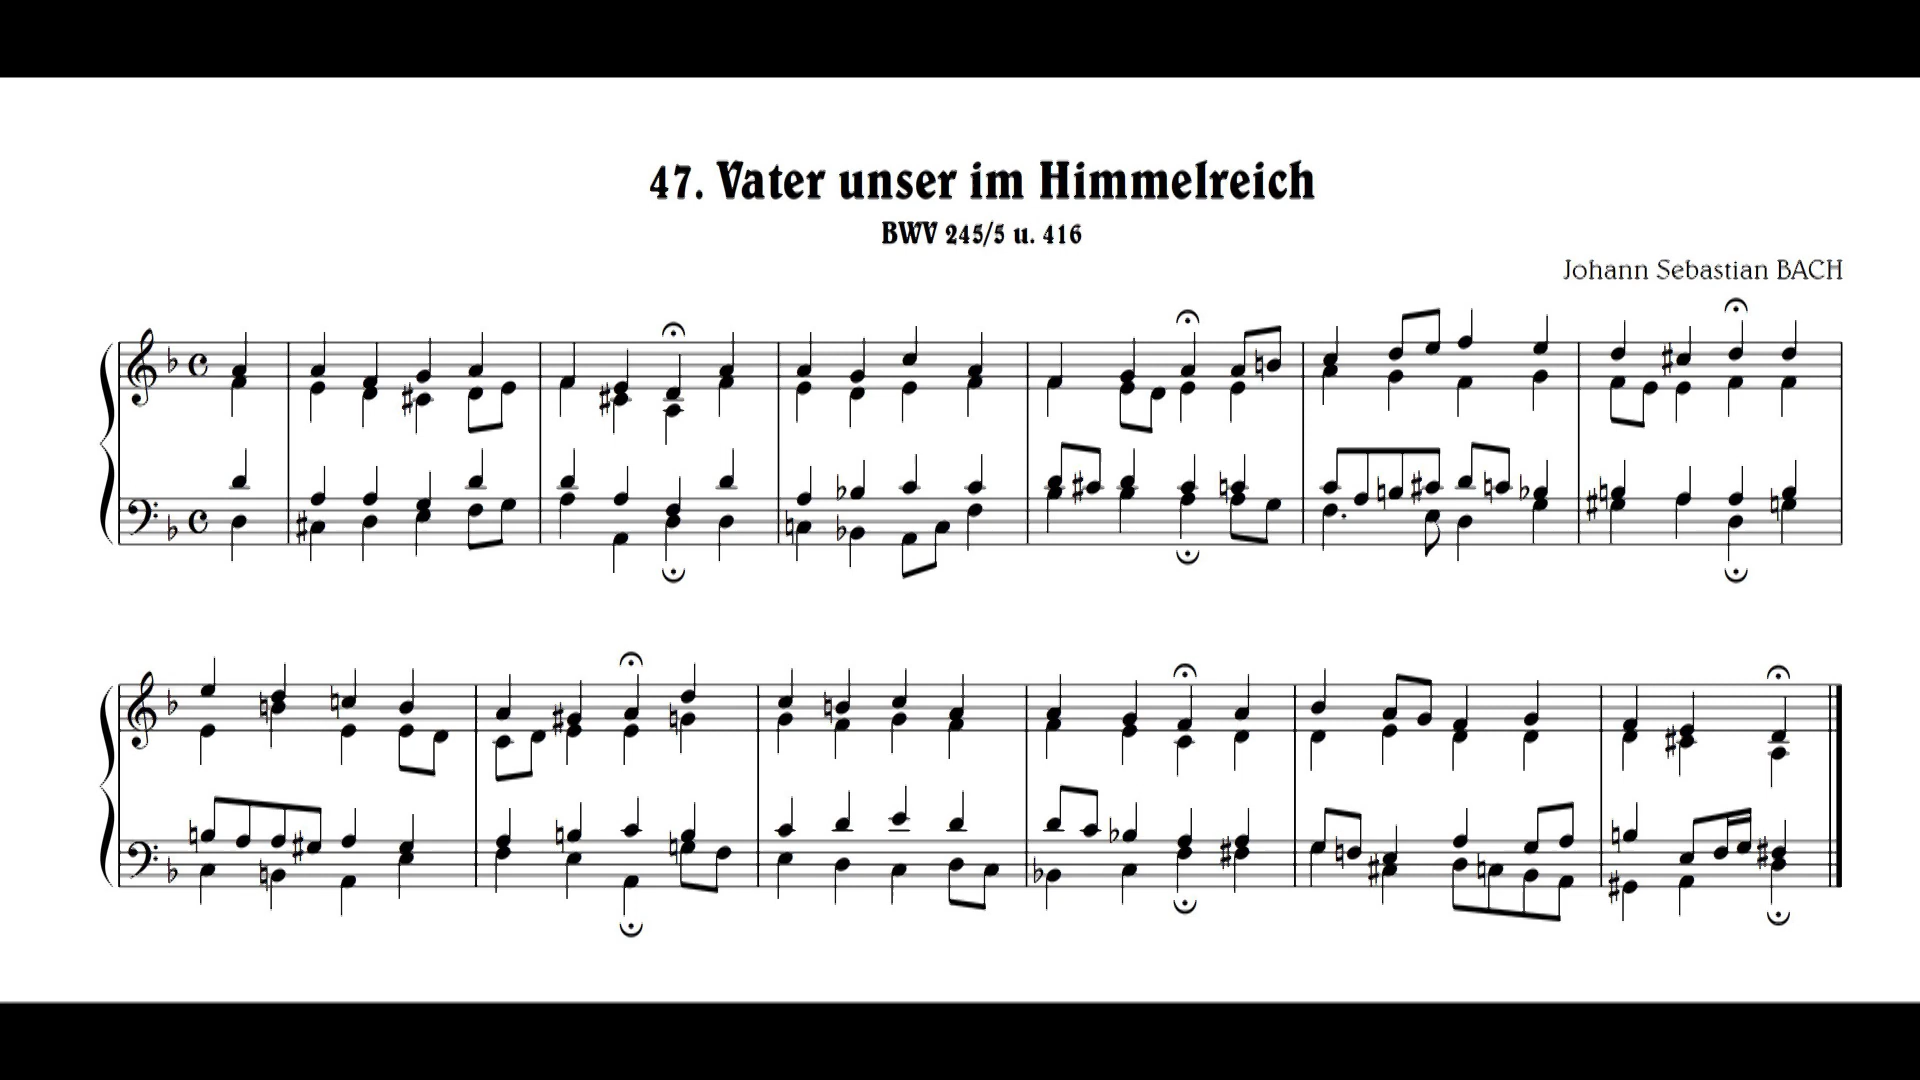 47. Vater unser im Himmelreich
BWV 245/5 u. 416
Johann Sebastian BACH